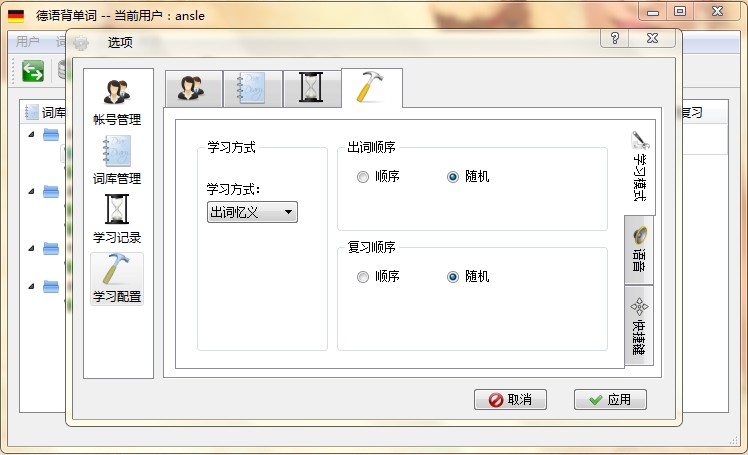 德语背单词 -- 当前用户：ansle
用户
选项
?
词库
复习
帐号管理
词库管理
学习记录
学习配置
学习方式
学习方式：
出词忆义
出词顺序
顺序
随机
复习顺序
顺序
随机
学习模式
语音
快捷键
取消
应用